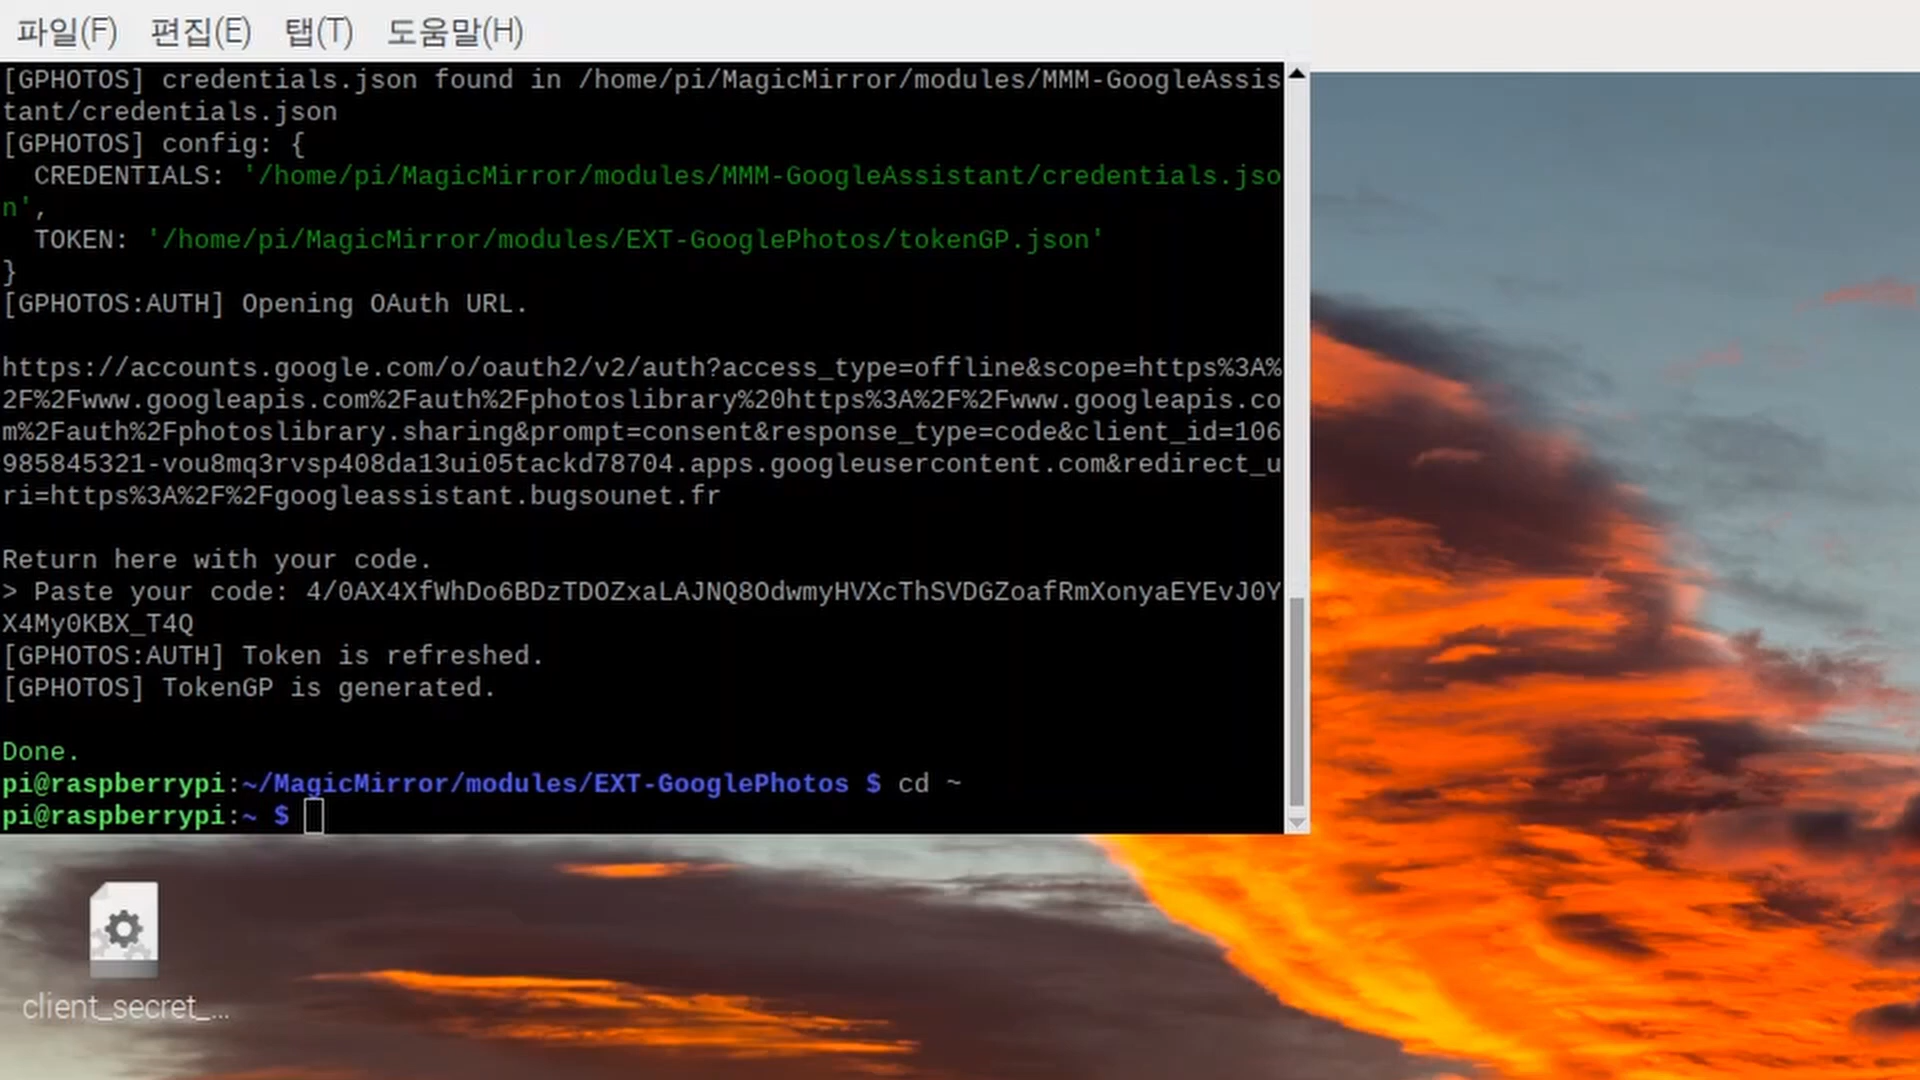 파일(F) 편집(E) 탭(T) 도움말(H)
[GPHOTOS] credentials.json found in /home/pi/MagicMirror/modules/MMM-GoogleAssis
tant/credentials.json
[GPHOTOS] config: {
  CREDENTIALS: '/home/pi/MagicMirror/modules/MMM-GoogleAssistant/credentials.jso
n',
  TOKEN: '/home/pi/MagicMirror/modules/EXT-GooglePhotos/tokenGP.json'
}
[GPHOTOS:AUTH] Opening OAuth URL.
https://accounts.google.com/o/oauth2/v2/auth?access_type=offline&scope=https%3A%
2F%2Fwww.googleapis.com%2Fauth%2Fphotoslibrary%20https%3A%2F%2Fwww.googleapis.co
m%2Fauth%2Fphotoslibrary.sharing&prompt=consent&response_type=code&client_id=106
985845321-vou8mq3rvsp408da13ui05tackd78704.apps.googleusercontent.com&redirect_u
ri=https%3A%2F%2Fgoogleassistant.bugsounet.fr
Return here with your code.
> Paste your code: 4/0AX4XfWhDo6BDzTDOZxaLAJNQ8OdwmyHVXcThSVDGZoafRmXonyaEYEvJ0Y
X4My0KBX_T4Q
[GPHOTOS:AUTH] Token is refreshed.
[GPHOTOS] TokenGP is generated.
Done.
pi@raspberrypi:~/MagicMirror/modules/EXT-GooglePhotos $ cd ~
pi@raspberrypi:~ $
client_secret_...